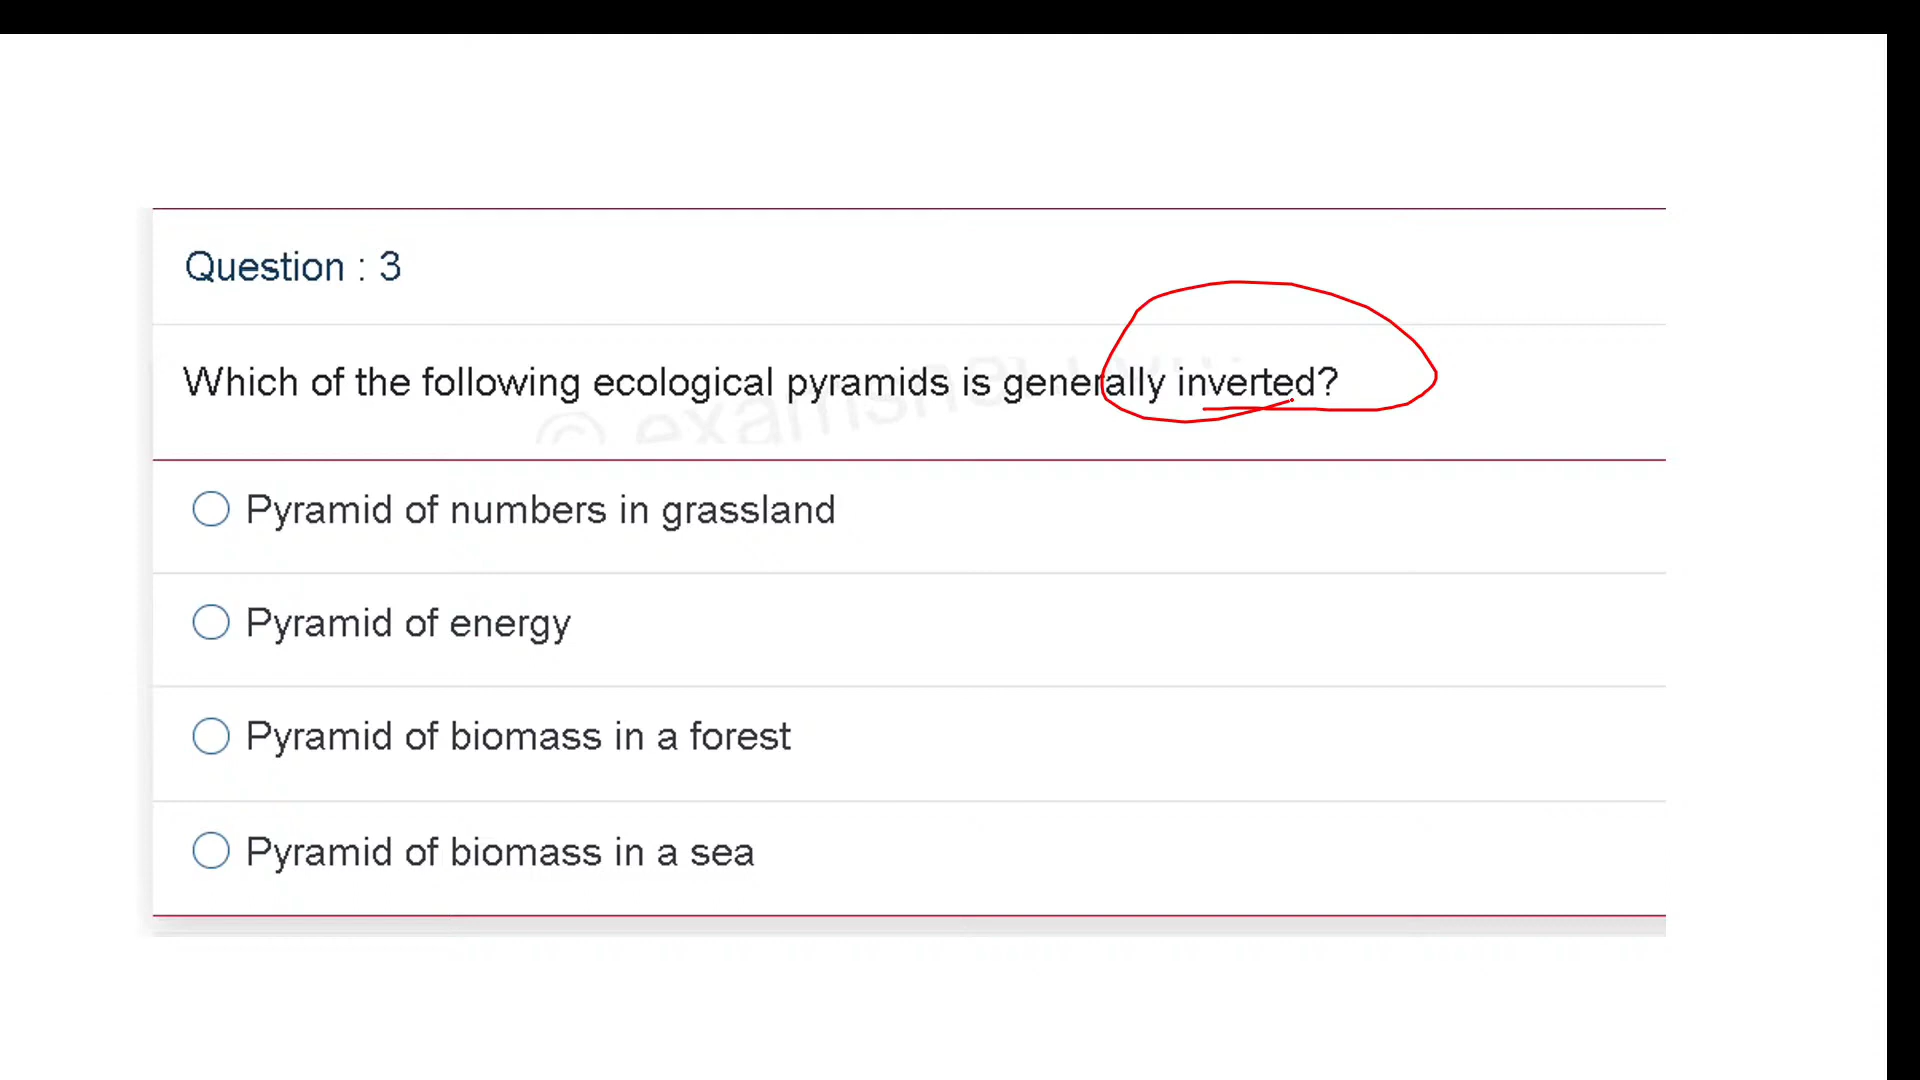 Question : 3
Which of the following ecological pyramids is generally inverted?
Pyramid of numbers in grassland
Pyramid of energy
Pyramid of biomass in a forest
Pyramid of biomass in a sea